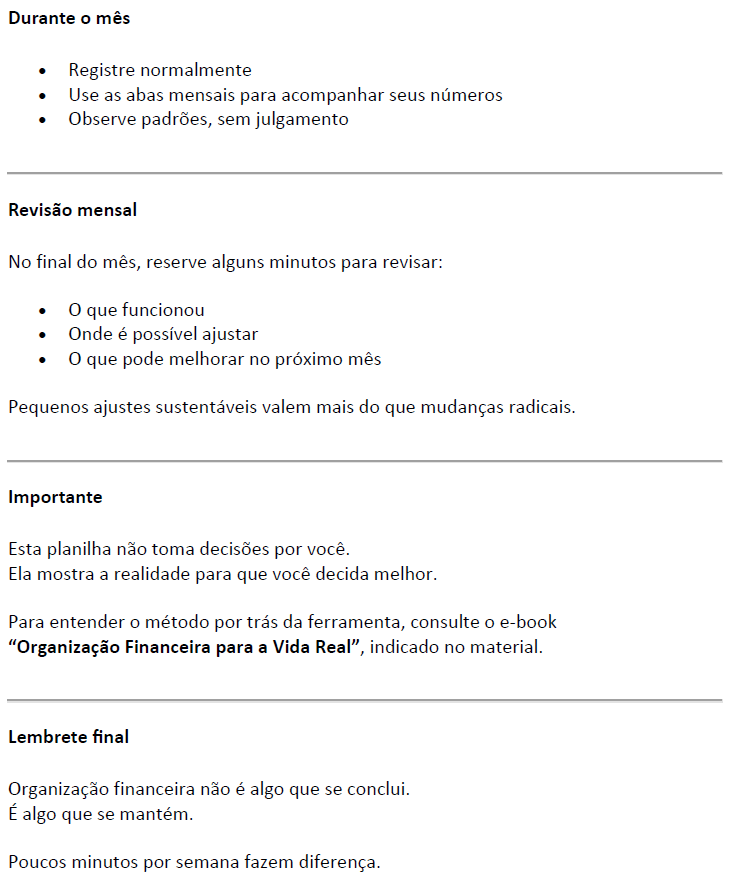 Durante o mês
• Registre normalmente
• Use as abas mensais para acompanhar seus números
• Observe padrões, sem julgamento
Revisão mensal
No final do mês, reserve alguns minutos para revisar:
• O que funcionou
• Onde é possível ajustar
• O que pode melhorar no próximo mês
Pequenos ajustes sustentáveis valem mais do que mudanças radicais.
Importante
Esta planilha não toma decisões por você.
Ela mostra a realidade para que você decida melhor.
Para entender o método por trás da ferramenta, consulte o e-book
“Organização Financeira para a Vida Real”, indicado no material.
Lembrete final
Organização financeira não é algo que se conclui.
É algo que se mantém.
Poucos minutos por semana fazem diferença.